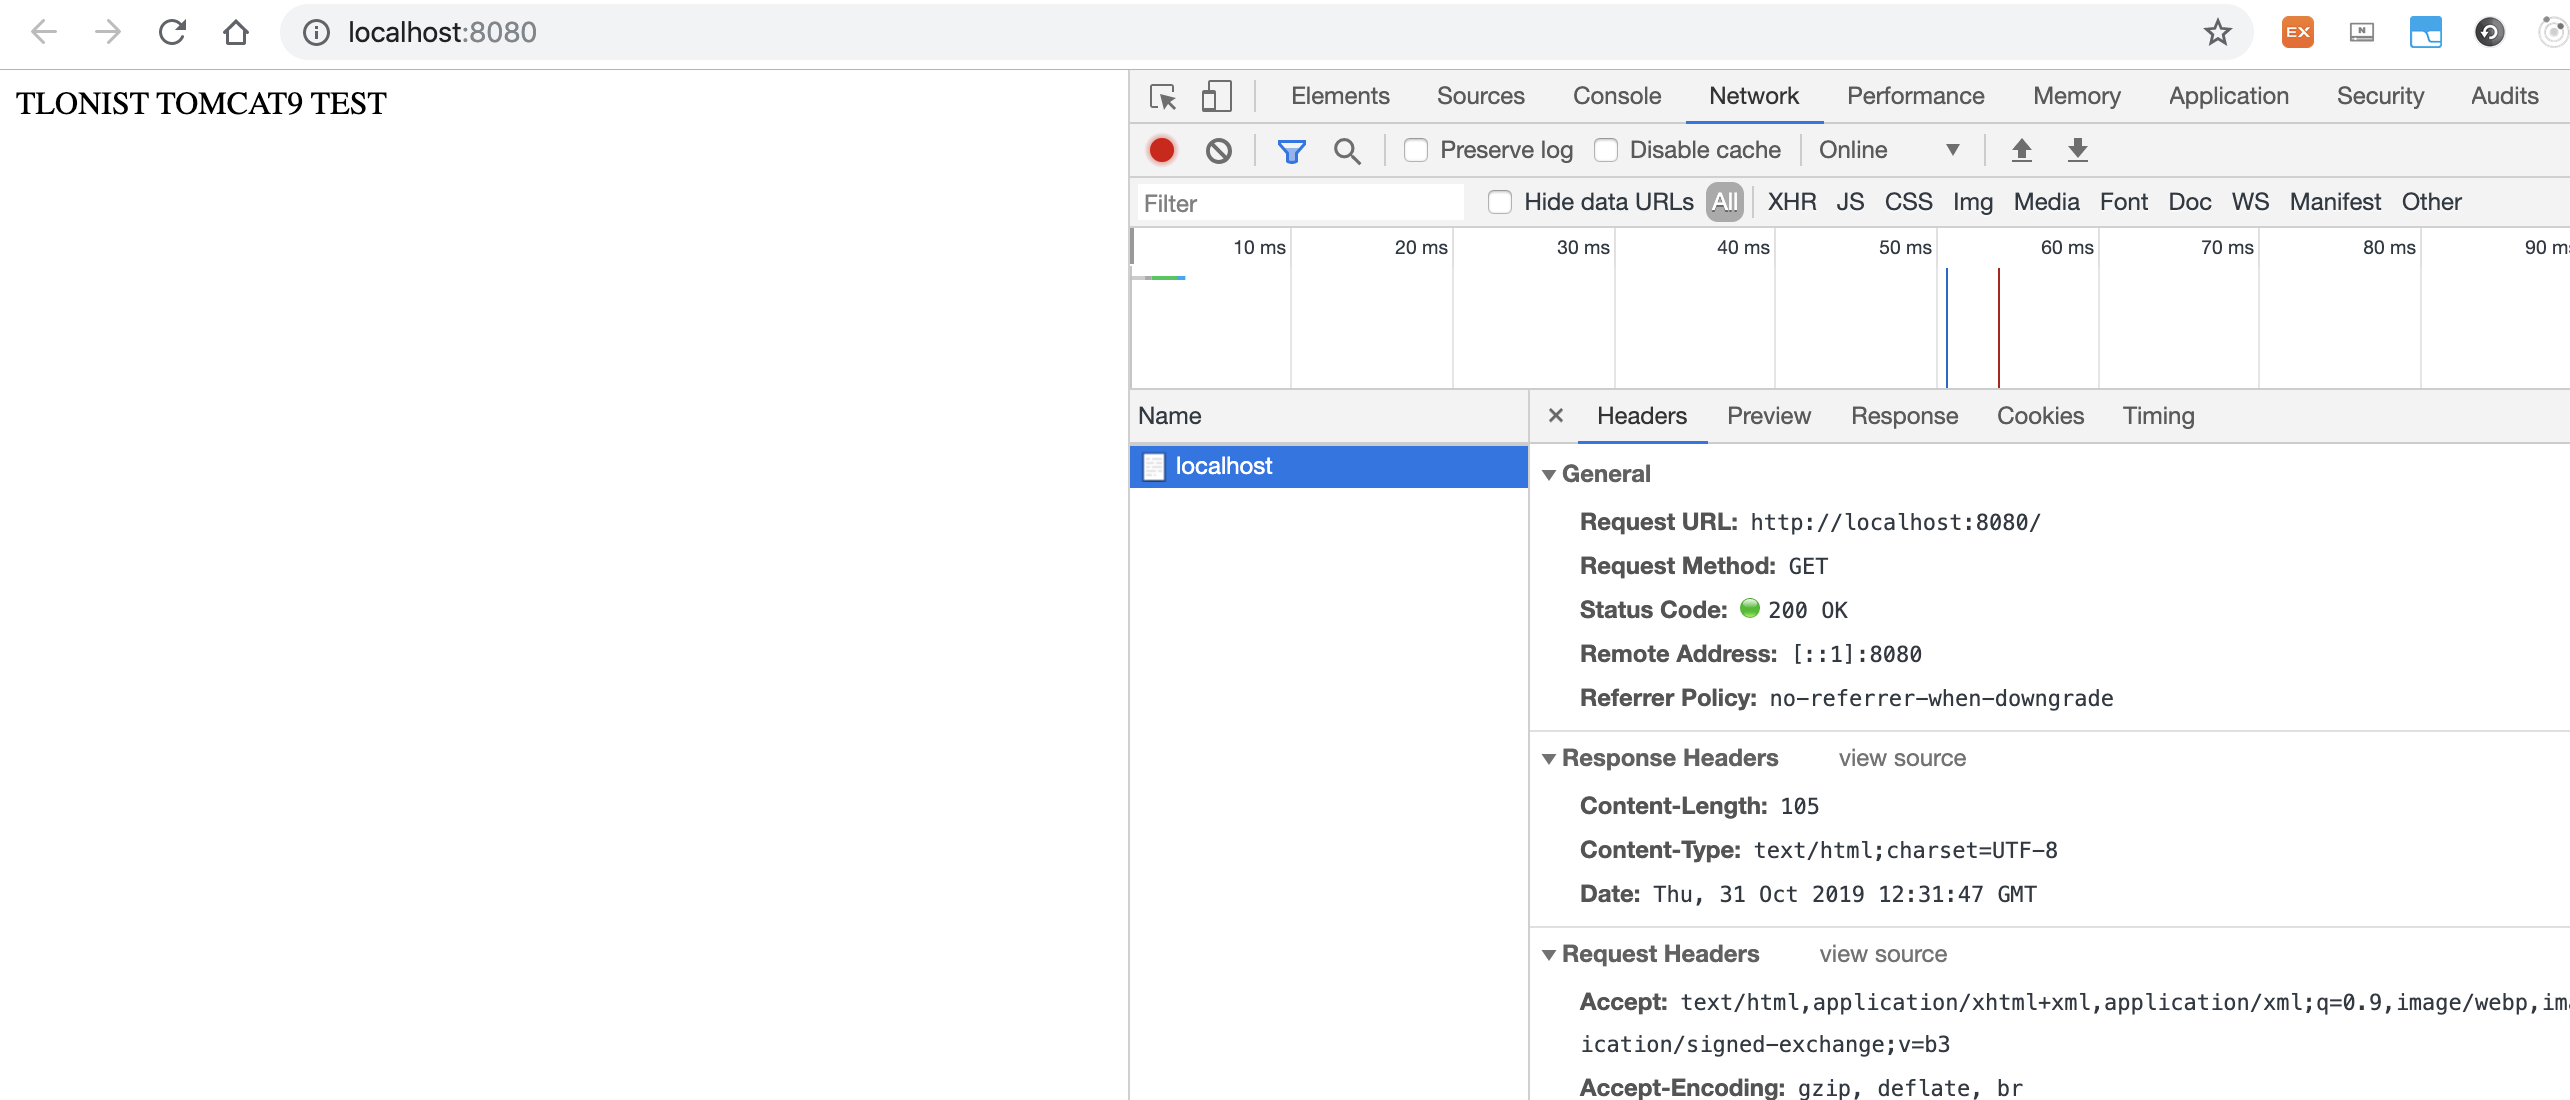 localhost:8080
EX
N
TLONIST TOMCAT9 TEST
Elements Sources Console Network Performance Memory Application Security Audits
Preserve log Disable cache Online
Filter Hide data URLs All XHR JS CSS Img Media Font Doc WS Manifest Other
10 ms 20 ms 30 ms 40 ms 50 ms 60 ms 70 ms 80 ms 90 m
Name
localhost
Headers Preview Response Cookies Timing
General
Request URL: http://localhost:8080/
Request Method: GET
Status Code: 200 OK
Remote Address: [::1]:8080
Referrer Policy: no-referrer-when-downgrade
Response Headers view source
Content-Length: 105
Content-Type: text/html;charset=UTF-8
Date: Thu, 31 Oct 2019 12:31:47 GMT
Request Headers view source
Accept: text/html,application/xhtml+xml,application/xml;q=0.9,image/webp,im
ication/signed-exchange;v=b3
Accept-Encoding: gzip, deflate, br